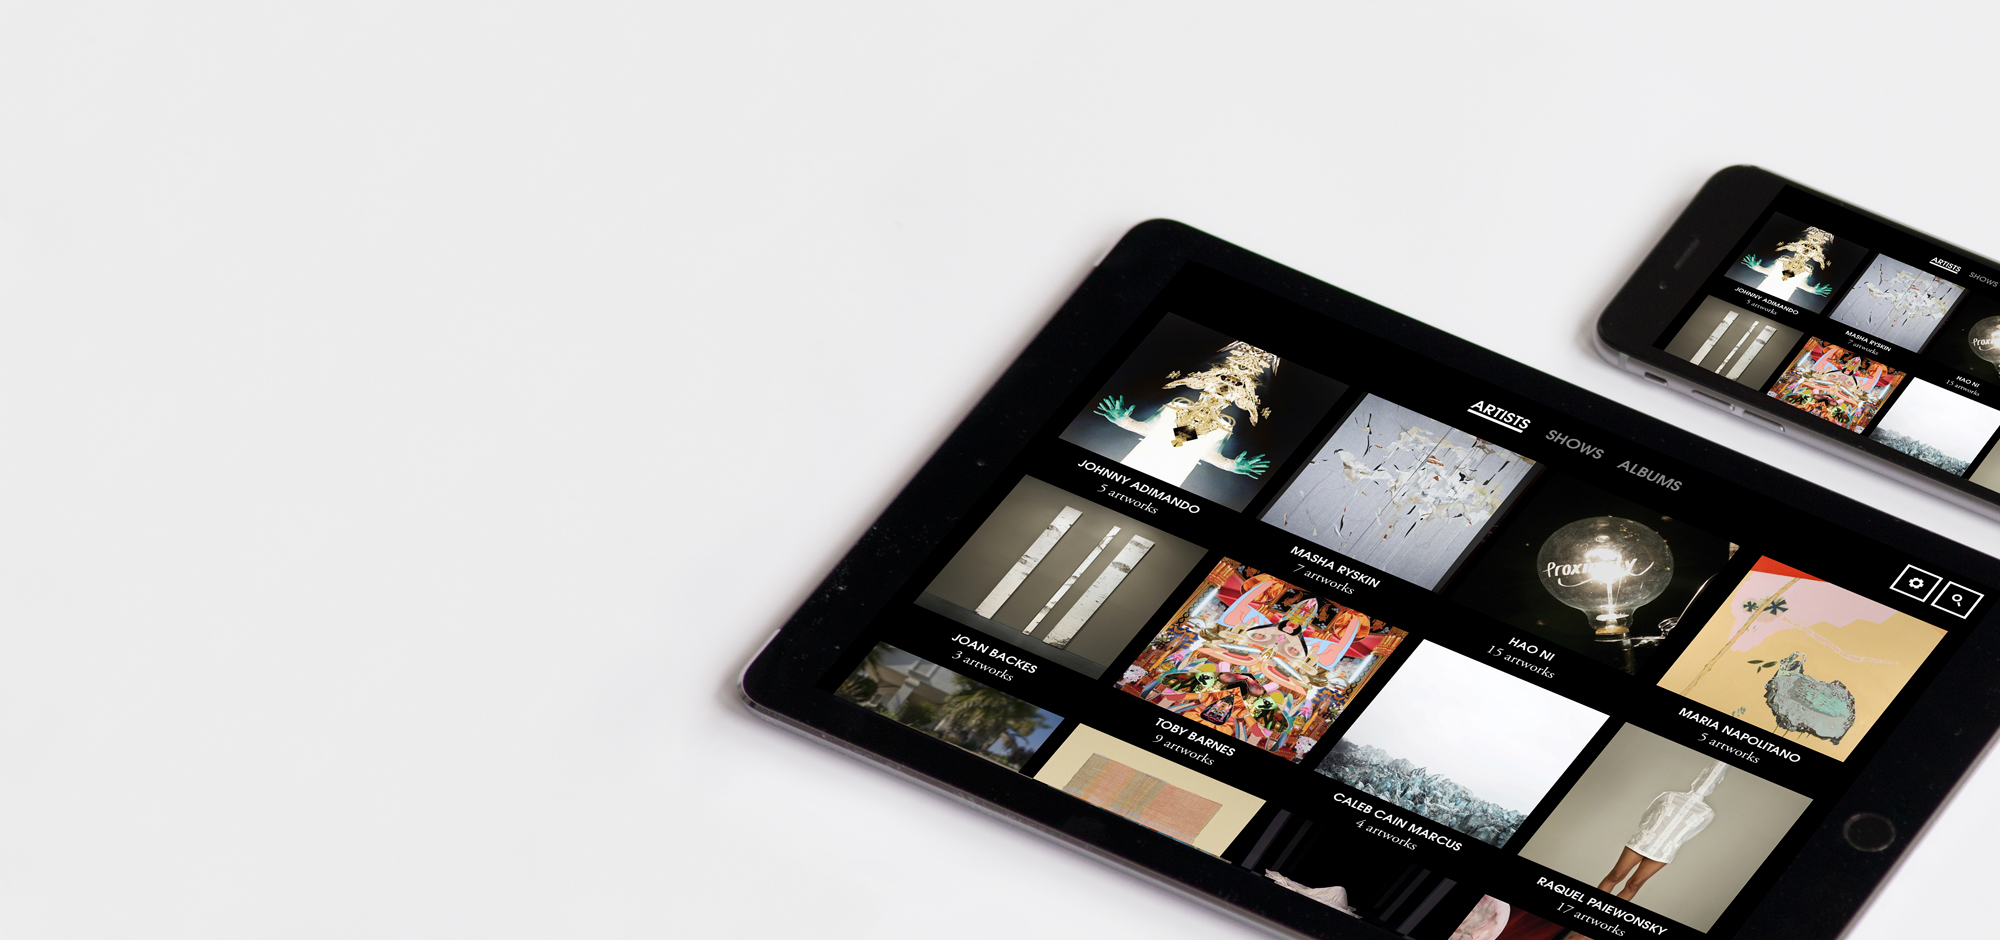 ARTISTS SHOWS ALBUMS
JOHNNY ADIMANDO
5 artworks
MASHA RYSKIN
7 artworks
Proximity
HAO NI
15 artworks
MARIA NAPOLITANO
5 artworks
JOAN BACKES
3 artworks
TOBY BARNES
9 artworks
CALEB CAIN MARCUS
4 artworks
RAQUEL PAIEWONSKY
17 artworks
ARTISTS SHOWS
JOHNNY ADIMANDO
5 artworks
MASHA RYSKIN
7 artworks
HAO NI
15 artworks